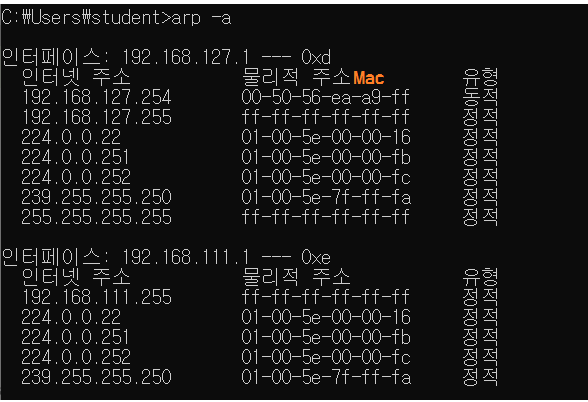 C:\Users\student>arp -a
인터페이스: 192.168.127.1 --- 0xd
인터넷 주소 물리적 주소 Mac 유형
192.168.127.254 00-50-56-ea-a9-ff 동적
192.168.127.255 ff-ff-ff-ff-ff-ff 정적
224.0.0.22 01-00-5e-00-00-16 정적
224.0.0.251 01-00-5e-00-00-fb 정적
224.0.0.252 01-00-5e-00-00-fc 정적
239.255.255.250 01-00-5e-7f-ff-fa 정적
255.255.255.255 ff-ff-ff-ff-ff-ff 정적
인터페이스: 192.168.111.1 --- 0xe
인터넷 주소 물리적 주소 유형
192.168.111.255 ff-ff-ff-ff-ff-ff 정적
224.0.0.22 01-00-5e-00-00-16 정적
224.0.0.251 01-00-5e-00-00-fb 정적
224.0.0.252 01-00-5e-00-00-fc 정적
239.255.255.250 01-00-5e-7f-ff-fa 정적